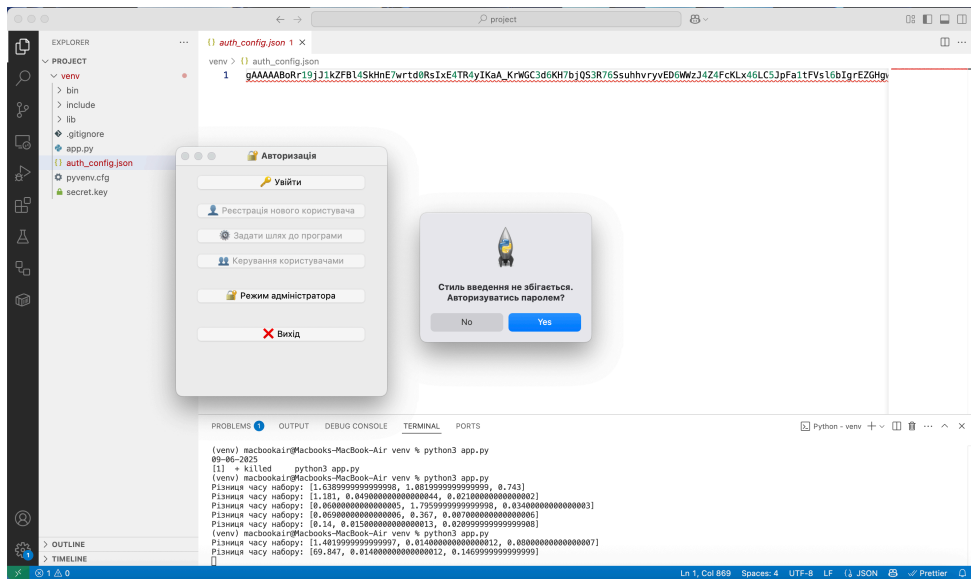 project
EXPLORER
auth_config.json 1
PROJECT
venv > {} auth_config.json
venv
1 gAAAAABoRr19jJ1kZFBl4SkHnE7wrtd0RsIxE4TR4yIKaA_KrWGC3d6KH7bjQS3R76SsuhhvryvED6WWzJ4Z4FcKLx46LC5JpFa1tFVsl6bIgrEZGHgw
bin
include
lib
.gitignore
app.py
auth_config.json
pyvenv.cfg
secret.key
Авторизація
Увійти
Реєстрація нового користувача
Задати шлях до програми
Керування користувачами
Режим адміністратора
Вихід
Стиль введення не збігається.
Авторизуватись паролем?
No
Yes
PROBLEMS 1 OUTPUT DEBUG CONSOLE TERMINAL PORTS
Python - venv
(venv) macbookair@Macbooks-MacBook-Air venv % python3 app.py
09-06-2025
[1] + killed python3 app.py
(venv) macbookair@Macbooks-MacBook-Air venv % python3 app.py
Різниця часу набору: [1.6389999999999998, 1.0819999999999999, 0.743]
Різниця часу набору: [1.181, 0.04900000000000044, 0.02100000000000002]
Різниця часу набору: [0.06000000000000005, 1.7959999999999998, 0.03400000000000003]
Різниця часу набору: [0.06900000000000006, 0.367, 0.007000000000000006]
Різниця часу набору: [0.14, 0.015000000000000013, 0.020999999999999908]
(venv) macbookair@Macbooks-MacBook-Air venv % python3 app.py
Різниця часу набору: [1.4019999999999997, 0.014000000000000012, 0.08000000000000007]
Різниця часу набору: [69.847, 0.014000000000000012, 0.1469999999999999]
OUTLINE
TIMELINE
1 0
Ln 1, Col 869 Spaces: 4 UTF-8 LF {} JSON Prettier